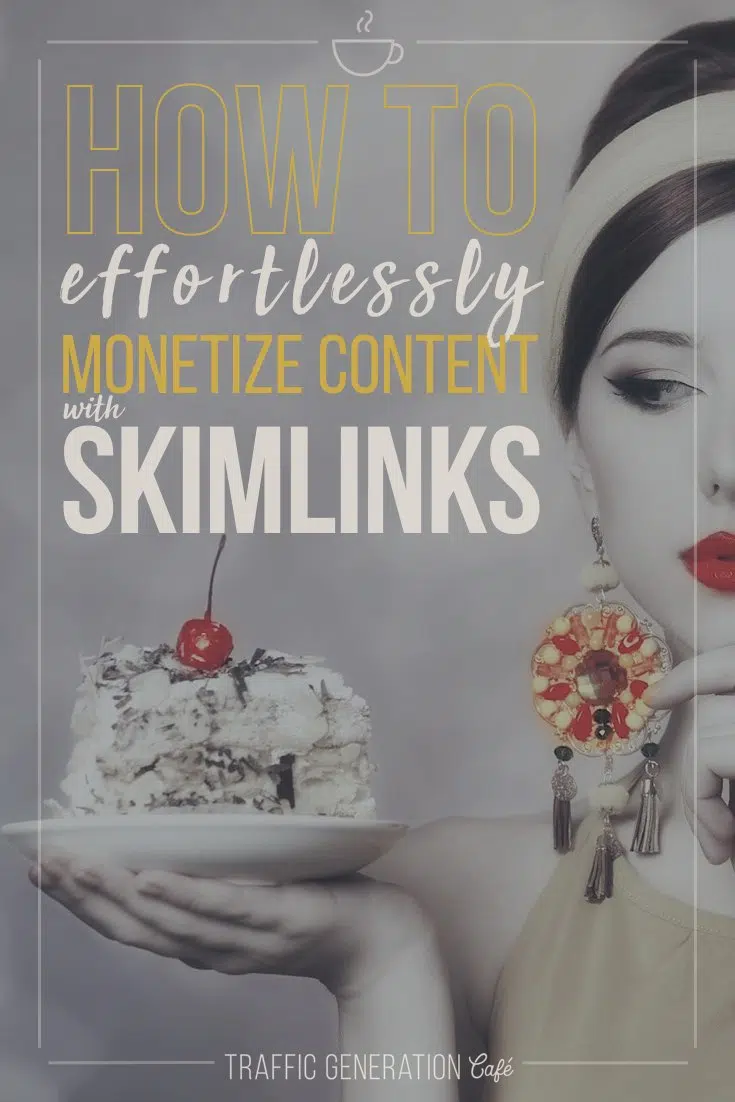 HOW TO
effortlessly
MONETIZE CONTENT
with
SKIMLINKS
TRAFFIC GENERATION Café